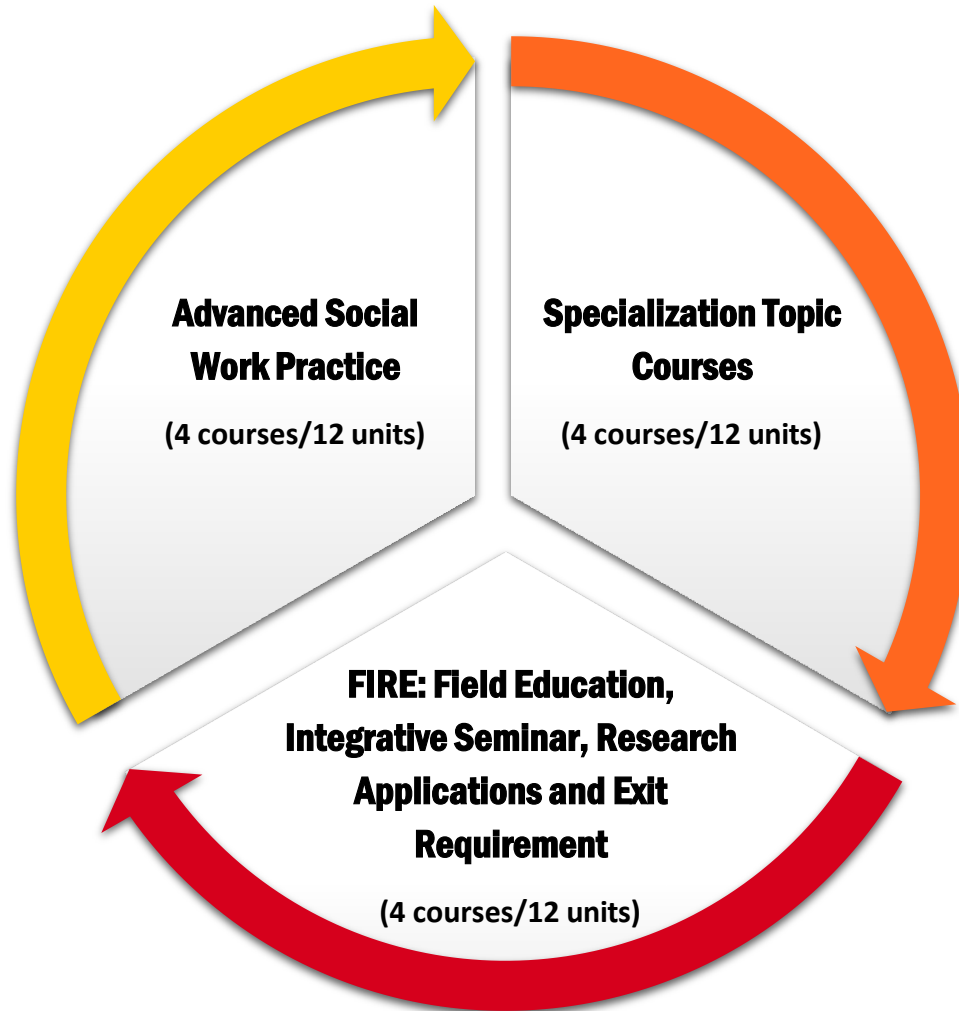 Advanced Social
Work Practice
(4 courses/12 units)
Specialization Topic
Courses
(4 courses/12 units)
FIRE: Field Education,
Integrative Seminar, Research
Applications and Exit
Requirement
(4 courses/12 units)